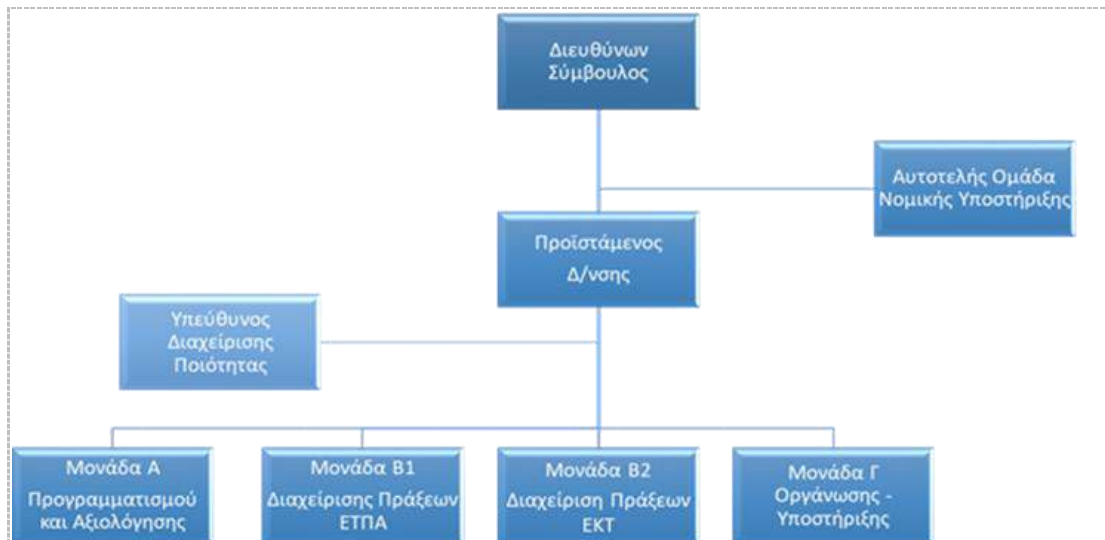 Διευθύνων
Σύμβουλος
Αυτοτελής Ομάδα
Νομικής Υποστήριξης
Προϊστάμενος
Δ/νσης
Υπεύθυνος
Διαχείρισης
Ποιότητας
Μονάδα Α
Προγραμματισμού
και Αξιολόγησης
Μονάδα Β1
Διαχείρισης Πράξεων
ΕΤΠΑ
Μονάδα Β2
Διαχείριση Πράξεων
ΕΚΤ
Μονάδα Γ
Οργάνωσης -
Υποστήριξης